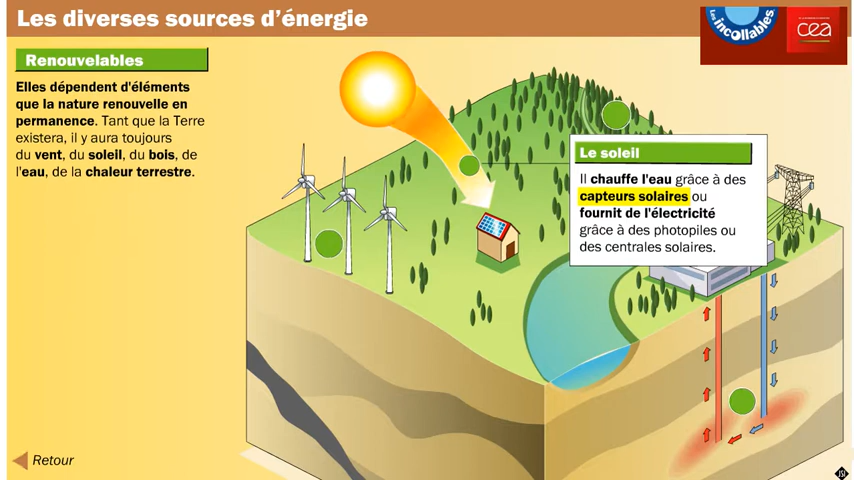 Les diverses sources d'énergie
Les incollables
cea
Renouvelables
Elles dépendent d'éléments
que la nature renouvelle en
permanence. Tant que la Terre
existera, il y aura toujours
du vent, du soleil, du bois, de
l'eau, de la chaleur terrestre.
Le soleil
Il chauffe l'eau grâce à des
capteurs solaires ou
fournit de l'électricité
grâce à des photopiles ou
des centrales solaires.
Retour